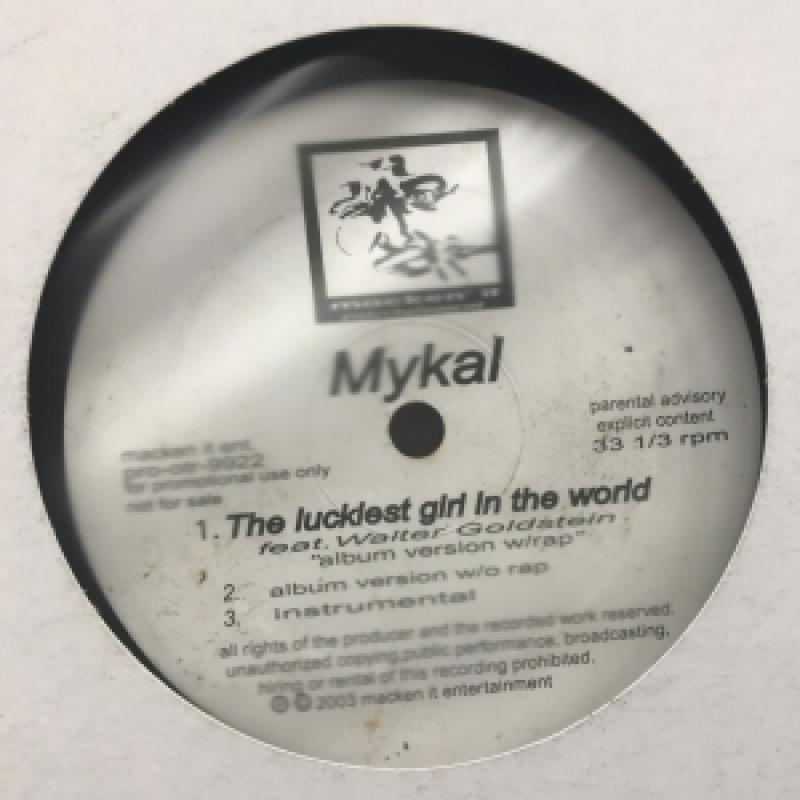 macken' it
Mykal
parental advisory
explicit content
33 1/3 rpm
macken it ent.
pro-otr-9922
for promotional use only
not for sale
1. The luckiest girl in the world
feat. Walter Goldstein
"album version w/rap"
2. album version w/o rap
3, Instrumental
all rights of the producer and the recorded work reserved.
unauthorized copying,public performance, broadcasting,
hiring or rental of this recording prohibited.
© 2003 macken it entertainment